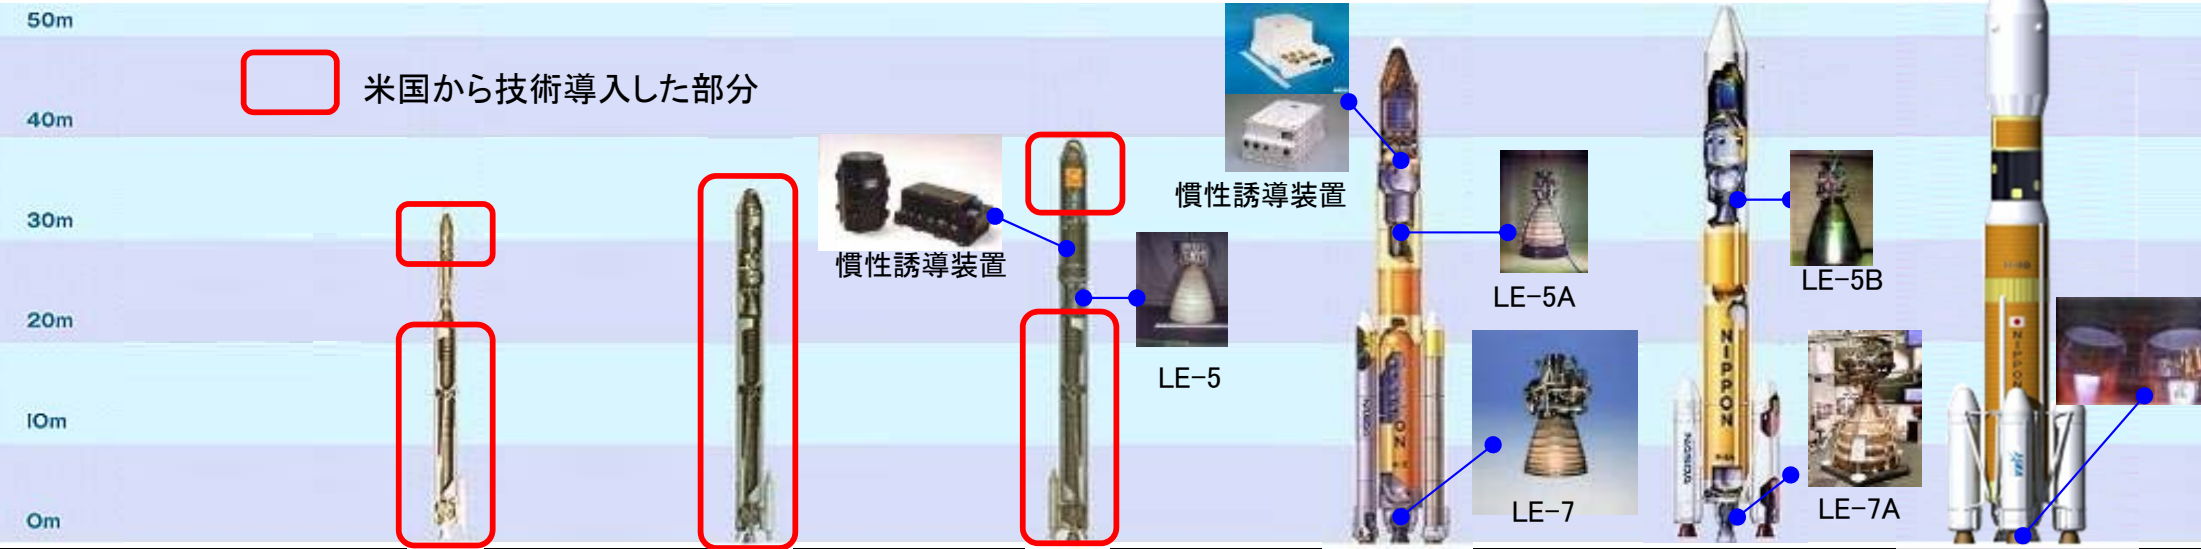 50m
米国から技術導入した部分
40m
30m
20m
10m
0m
慣性誘導装置
LE-5
慣性誘導装置
LE-5A
LE-7
NIPPON
LE-5B
LE-7A
NIPPON